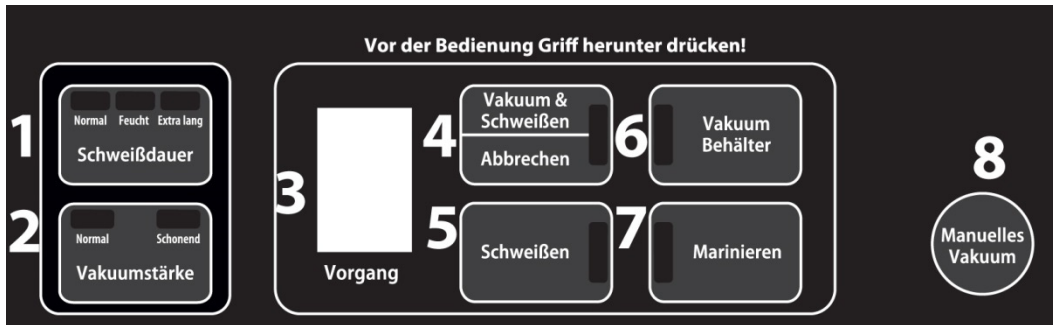 Vor der Bedienung Griff herunter drücken!
1
Normal Feucht Extra lang
Schweißdauer
2
Normal Schonend
Vakuumstärke
3
Vorgang
4
Vakuum &
Schweißen
Abbrechen
5
Schweißen
6
Vakuum
Behälter
7
Marinieren
8
Manuelles
Vakuum